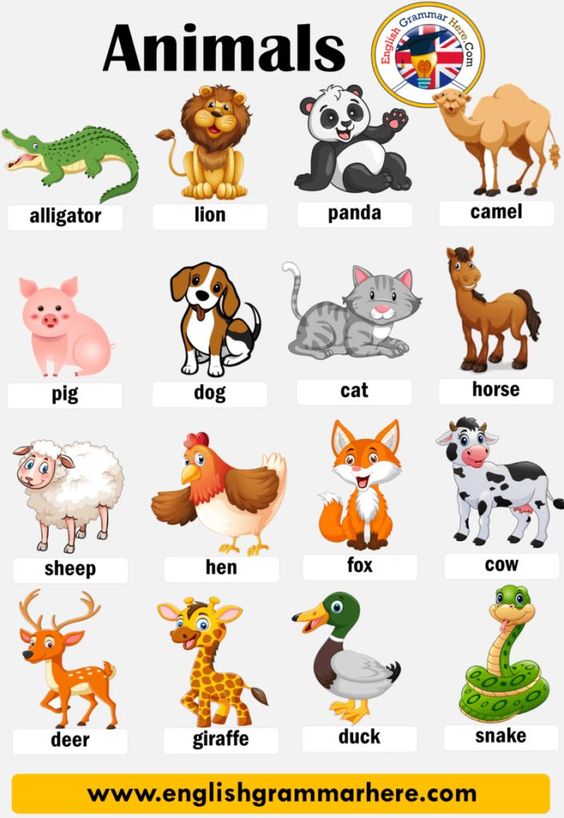 Animals
English Grammar Here.Com
alligator
lion
panda
camel
pig
dog
cat
horse
sheep
hen
fox
cow
deer
giraffe
duck
snake
www.englishgrammarhere.com